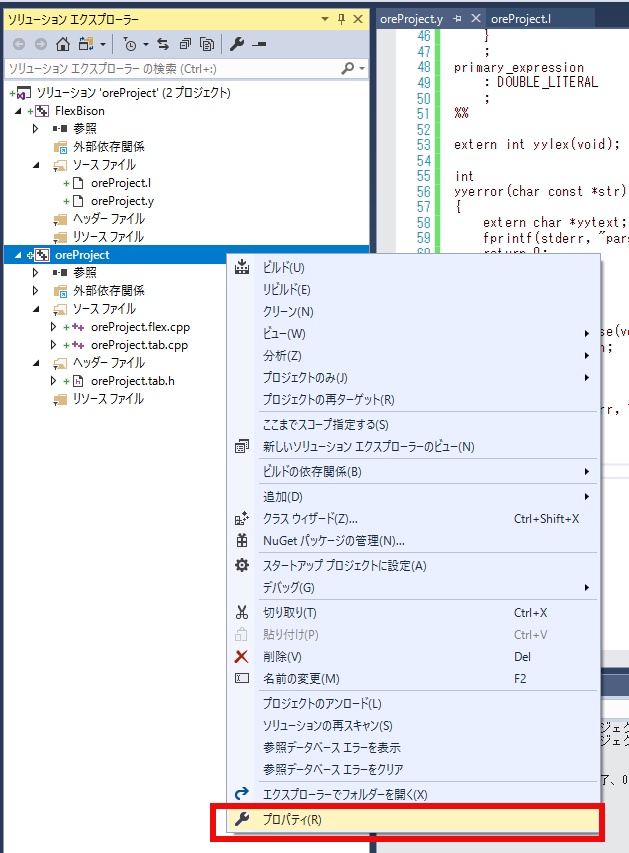 ソリューション エクスプローラー
ソリューション エクスプローラー の検索 (Ctrl+:)
ソリューション 'oreProject' (2 プロジェクト)
FlexBison
参照
外部依存関係
ソース ファイル
oreProject.l
oreProject.y
ヘッダー ファイル
リソース ファイル
oreProject
参照
外部依存関係
ソース ファイル
oreProject.flex.cpp
oreProject.tab.cpp
ヘッダー ファイル
oreProject.tab.h
リソース ファイル
oreProject.y
oreProject.l
46 }
47 ;
48 primary_expression
49 : DOUBLE_LITERAL
50 ;
51 %%
52
53 extern int yylex(void);
54
55 int
56 yyerror(char const *str)
57 {
58 extern char *yytext;
59 fprintf(stderr, "pars
ビルド(U)
リビルド(E)
クリーン(N)
ビュー(W)
分析(Z)
プロジェクトのみ(J)
プロジェクトの再ターゲット(R)
ここまでスコープ指定する(S)
新しいソリューション エクスプローラーのビュー(N)
ビルドの依存関係(B)
追加(D)
クラス ウィザード(Z)... Ctrl+Shift+X
NuGet パッケージの管理(N)...
スタートアップ プロジェクトに設定(A)
デバッグ(G)
切り取り(T) Ctrl+X
貼り付け(P) Ctrl+V
削除(V) Del
名前の変更(M) F2
プロジェクトのアンロード(L)
ソリューションの再スキャン(S)
参照データベース エラーを表示
参照データベース エラーをクリア
エクスプローラーでフォルダーを開く(X)
プロパティ(R)